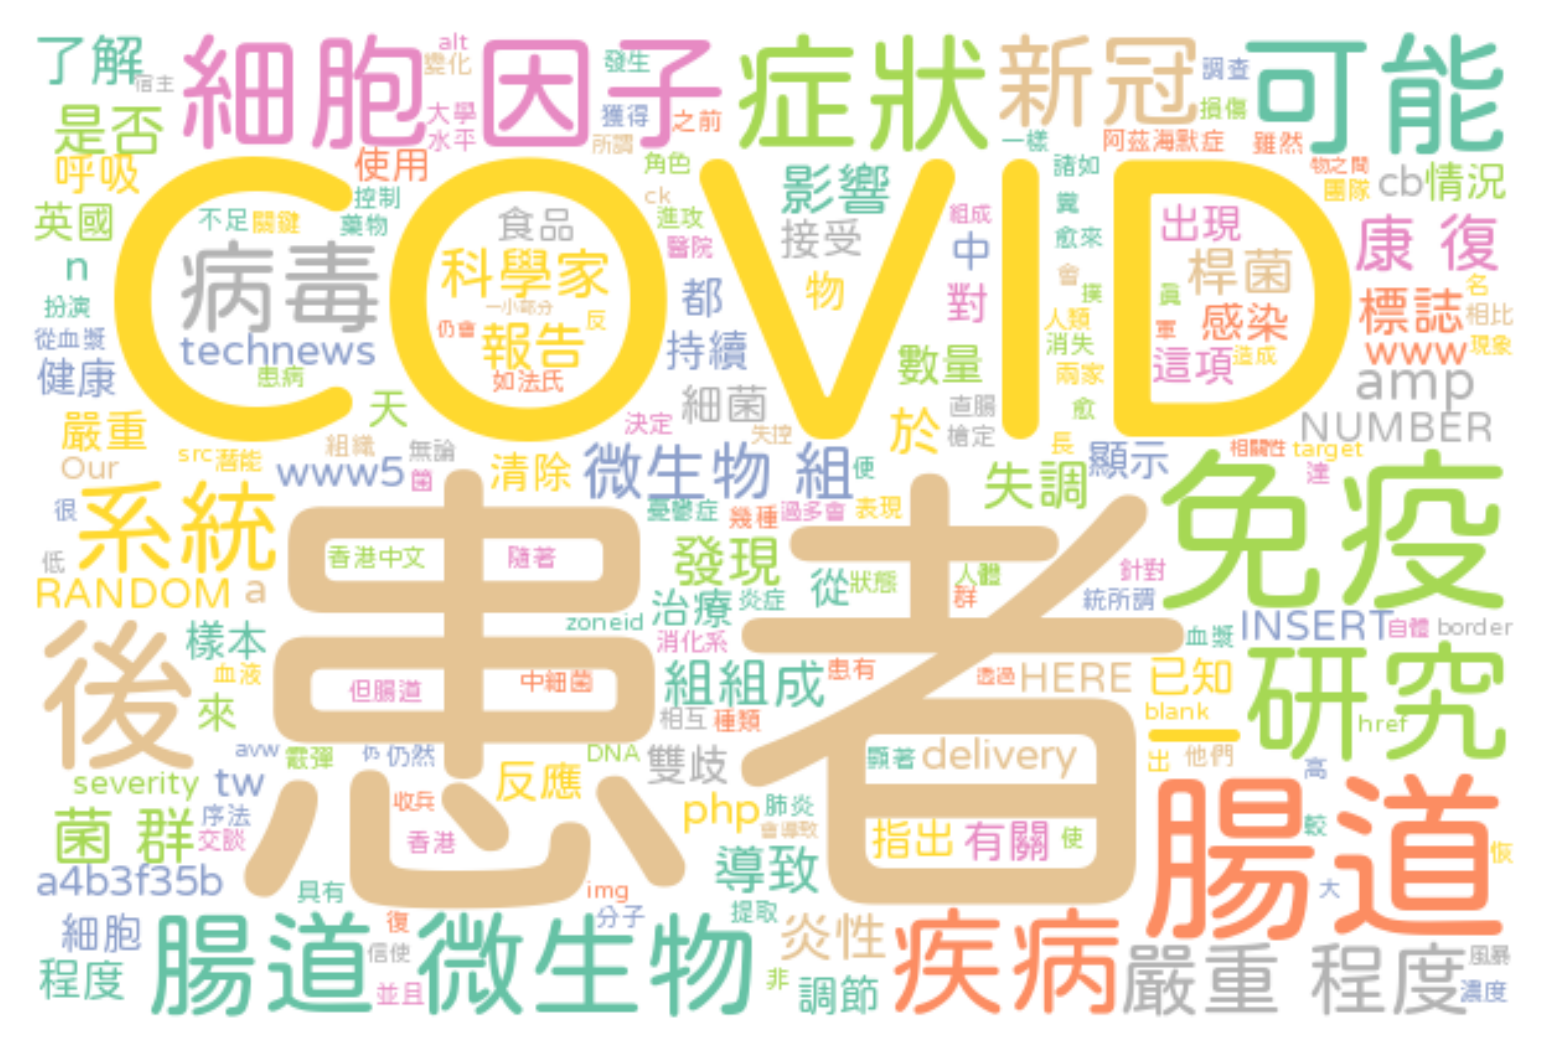 了解
宿主
細胞因子
alt
變化
大學
水平
發生
獲得
所謂
之前
症狀
新冠
調查
損傷
一樣
阿茲海默症
雖然
可能
是否
呼吸
使用
控制
藥物
角色
ck
進攻
醫院
影響
接受
組成
中
諸如
糞
愈來
物之間
團隊
cb
情況
英國
n
扮演
從血漿
健康
不足
關鍵
COVID
病毒
technews
患病
食品
科學家
一小部分
仍會
報告
反
如法氏
都
持續
物
對
數量
會
撲
人類
消失
兩家
愈
出現
桿菌
真
軍
感染
這項
造成
康 復
標誌
名
相比
www
現象
amp
NUMBER
嚴重
Our
src
潛能
天
組織
無論
www5
菌
清除
細菌
決定
失控
微生物 組
便
於
直腸
槍定
失調
長
顯示
相關性
target
達
很
系統
低
RANDOM
a
患者
香港中文
隨著
憂鬱症
幾種
過多會
表現
發現
從
狀態
人體
群
針對
統所謂
免疫
zoneid
治療
炎症
消化系
血漿
INSERT
自體
border
後
樣本
血液
來
但腸道
中細菌
組組成
患有
相互
種類
透過
HERE
已知
blank
一
出
他們
研究
href
高
avw
震彈
仍
仍然
DNA
雙歧
顯著
delivery
severity
tw
反應
菌 群
序法
交談
收兵
香港
php
肺炎
會導致
指出
有關
使
腸道
較
恢
大
a4b3f35b
具有
img
導致
細胞
程度
腸道微生物
復
信使
並且
分子
提取
炎性
非
調節
疾病
嚴重 程度
風暴
濃度